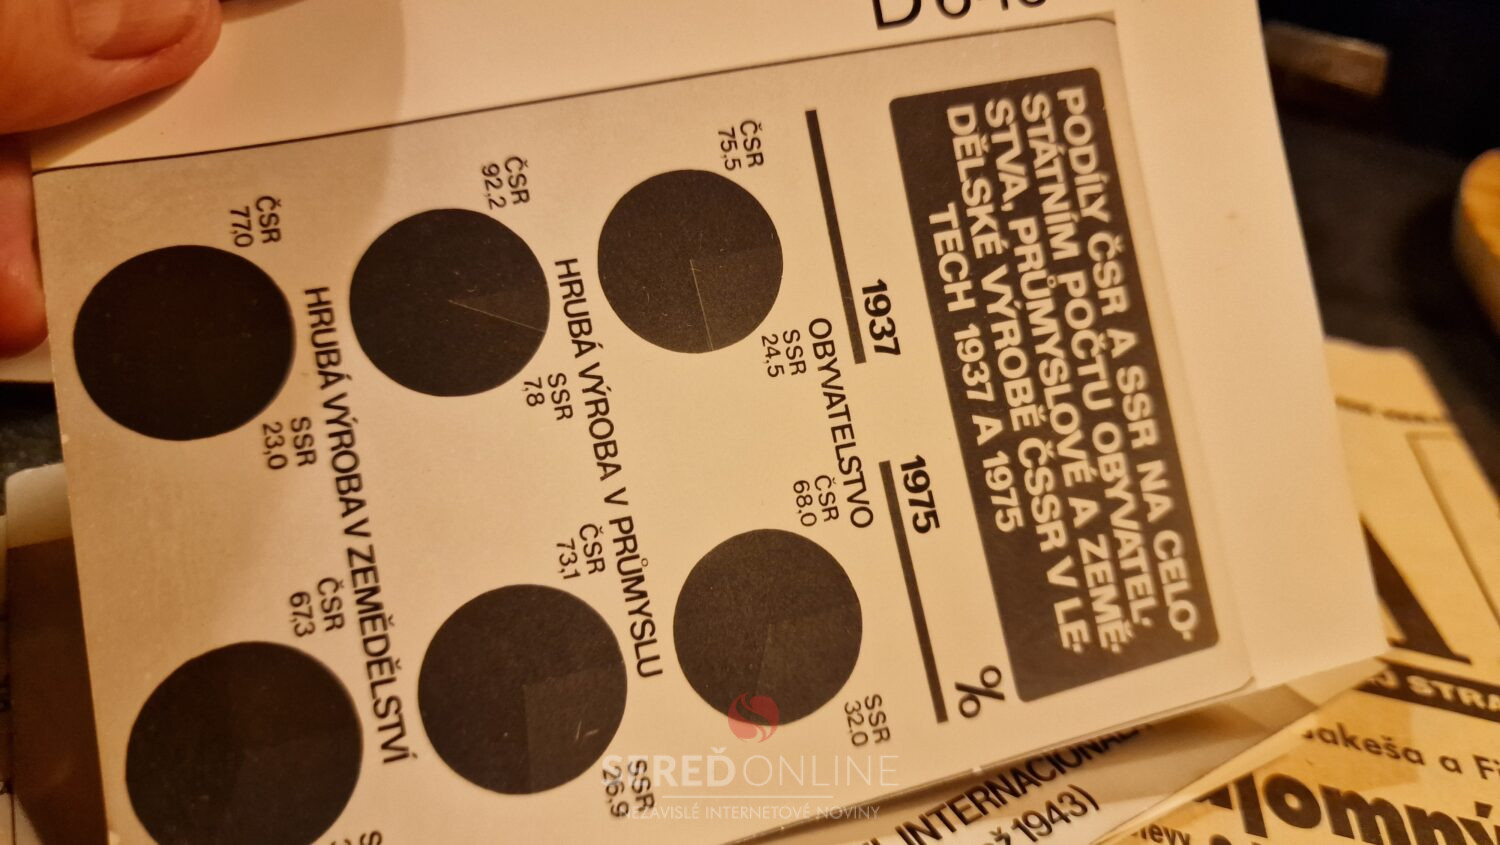 PODÍLY ČSR A SSR NA CELO-
STÁTNÍM POČTU OBYVATEL-
STVA, PRŮMYSLOVÉ A ZEMĚ-
DĚLSKÉ VÝROBĚ ČSSR V LE-
TECH 1937 A 1975
1937
1975
%
OBYVATELSTVO
ČSR
75,5
SSR
24,5
ČSR
68,0
SSR
32,0
HRUBÁ VÝROBA V PRŮMYSLU
ČSR
92,2
SSR
7,8
ČSR
73,1
SSR
26,9
HRUBÁ VÝROBA V ZEMĚDĚLSTVÍ
ČSR
77,0
SSR
23,0
ČSR
67,3
SEREĎ ONLINE
NEZÁVISLÉ INTERNETOVÉ NOVINY
1943)